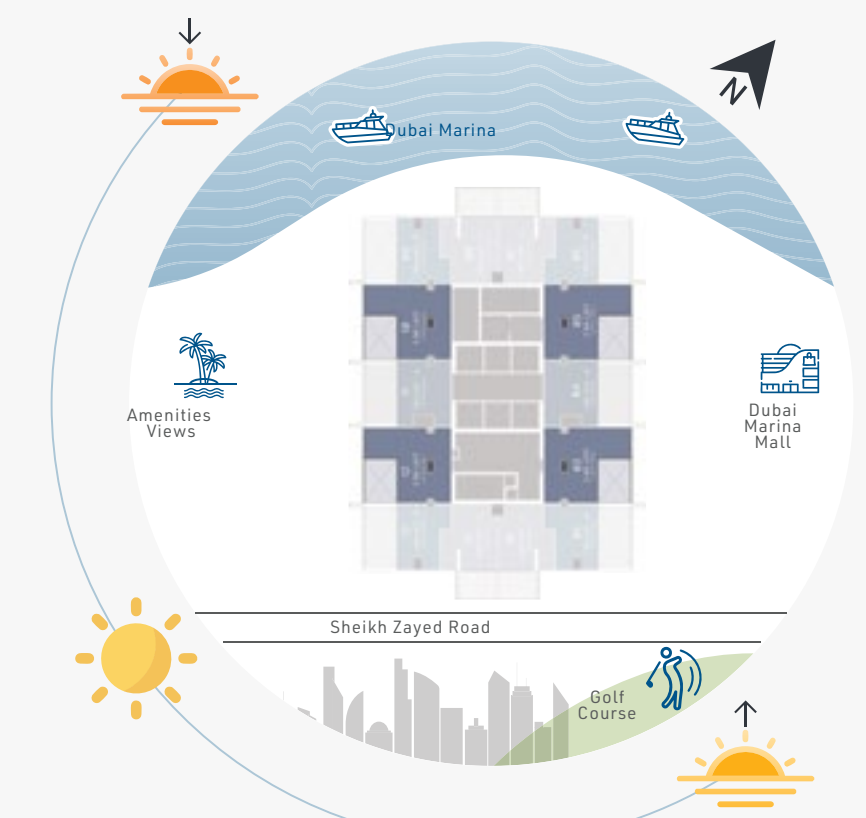 N
Dubai Marina
Amenities
Views
Dubai
Marina
Mall
Sheikh Zayed Road
Golf
Course